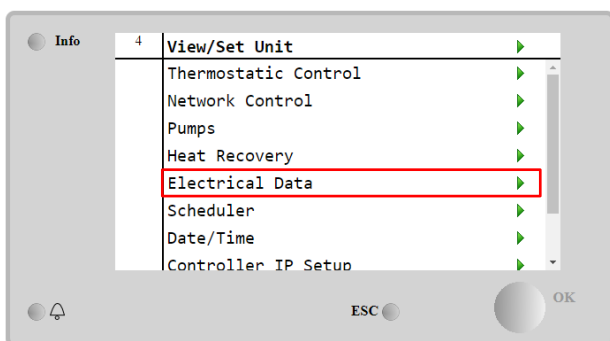 Info
4 View/Set Unit
Thermostatic Control
Network Control
Pumps
Heat Recovery
Electrical Data
Scheduler
Date/Time
Controller IP Setup
ESC
OK